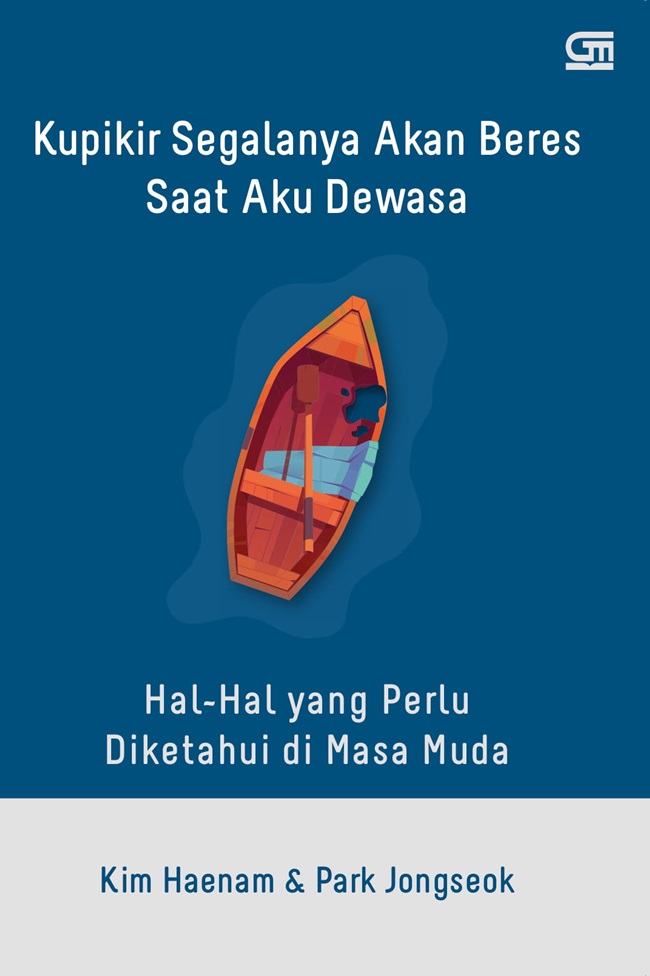 GM
Kupikir Segalanya Akan Beres
Saat Aku Dewasa
Hal-Hal yang Perlu
Diketahui di Masa Muda
Kim Haenam & Park Jongseok